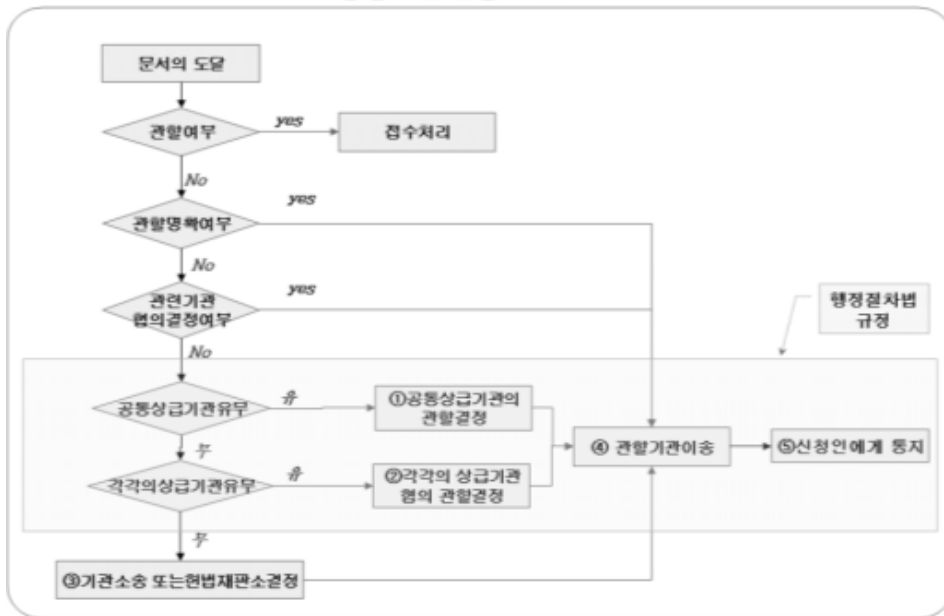 문서의 도달
관할여부
yes
접수처리
No
관할명확여부
yes
No
관련기관
협의결정여부
yes
No
행정절차법
규정
공통상급기관유무
유
①공통상급기관의
관할결정
무
각각의상급기관유무
유
②각각의 상급기관
협의 관할결정
④ 관할기관이송
⑤신청인에게 통지
무
③기관소송 또는헌법재판소결정